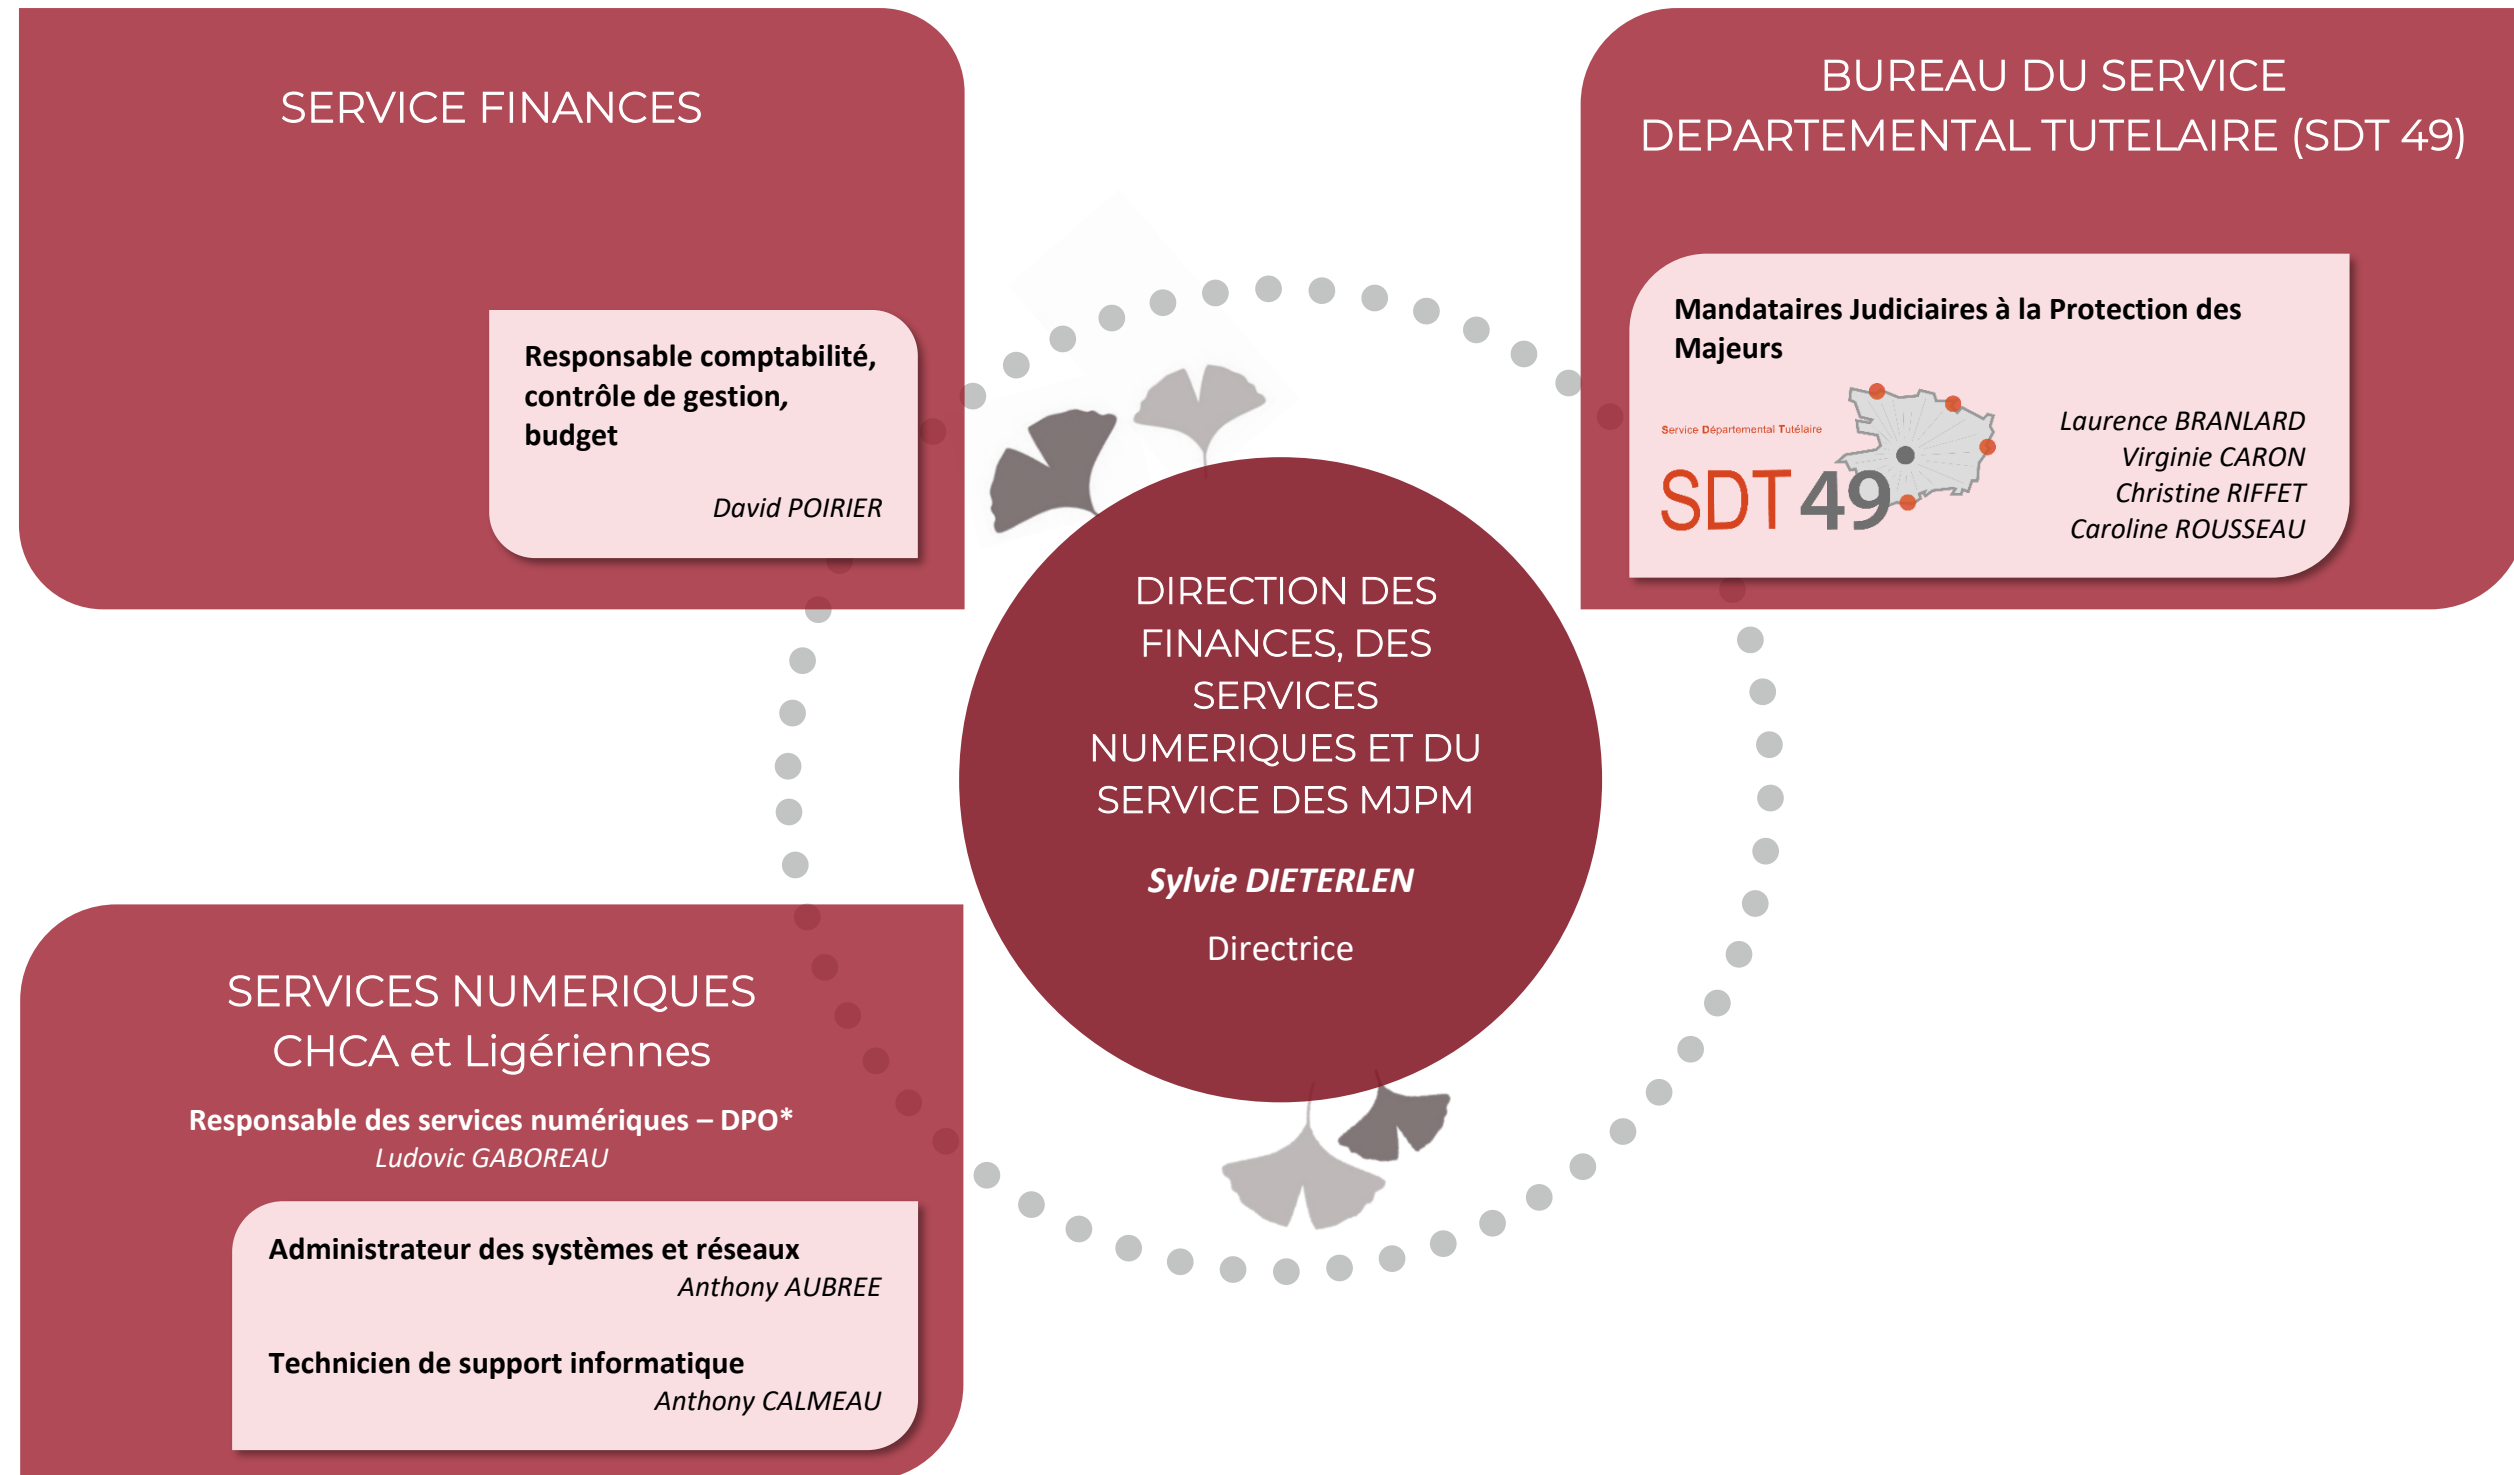 SERVICE FINANCES
Responsable comptabilité,
contrôle de gestion,
budget
David POIRIER
BUREAU DU SERVICE
DEPARTEMENTAL TUTELAIRE (SDT 49)
Mandataires Judiciaires à la Protection des
Majeurs
Service Départemental Tutélaire
SDT 49
Laurence BRANLARD
Virginie CARON
Christine RIFFET
Caroline ROUSSEAU
DIRECTION DES
FINANCES, DES
SERVICES
NUMERIQUES ET DU
SERVICE DES MJPM
Sylvie DIETERLEN
Directrice
SERVICES NUMERIQUES
CHCA et Ligériennes
Responsable des services numériques – DPO*
Ludovic GABOREAU
Administrateur des systèmes et réseaux
Anthony AUBREE
Technicien de support informatique
Anthony CALMEAU